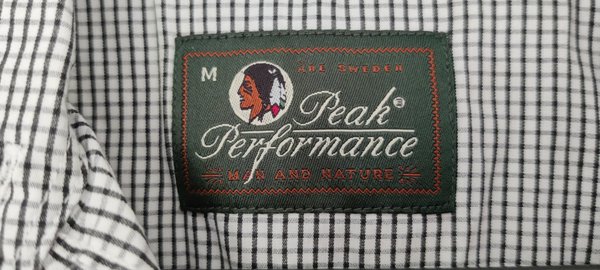 M ÅRE SWEDEN
Peak®
Performance
MAN AND NATURE